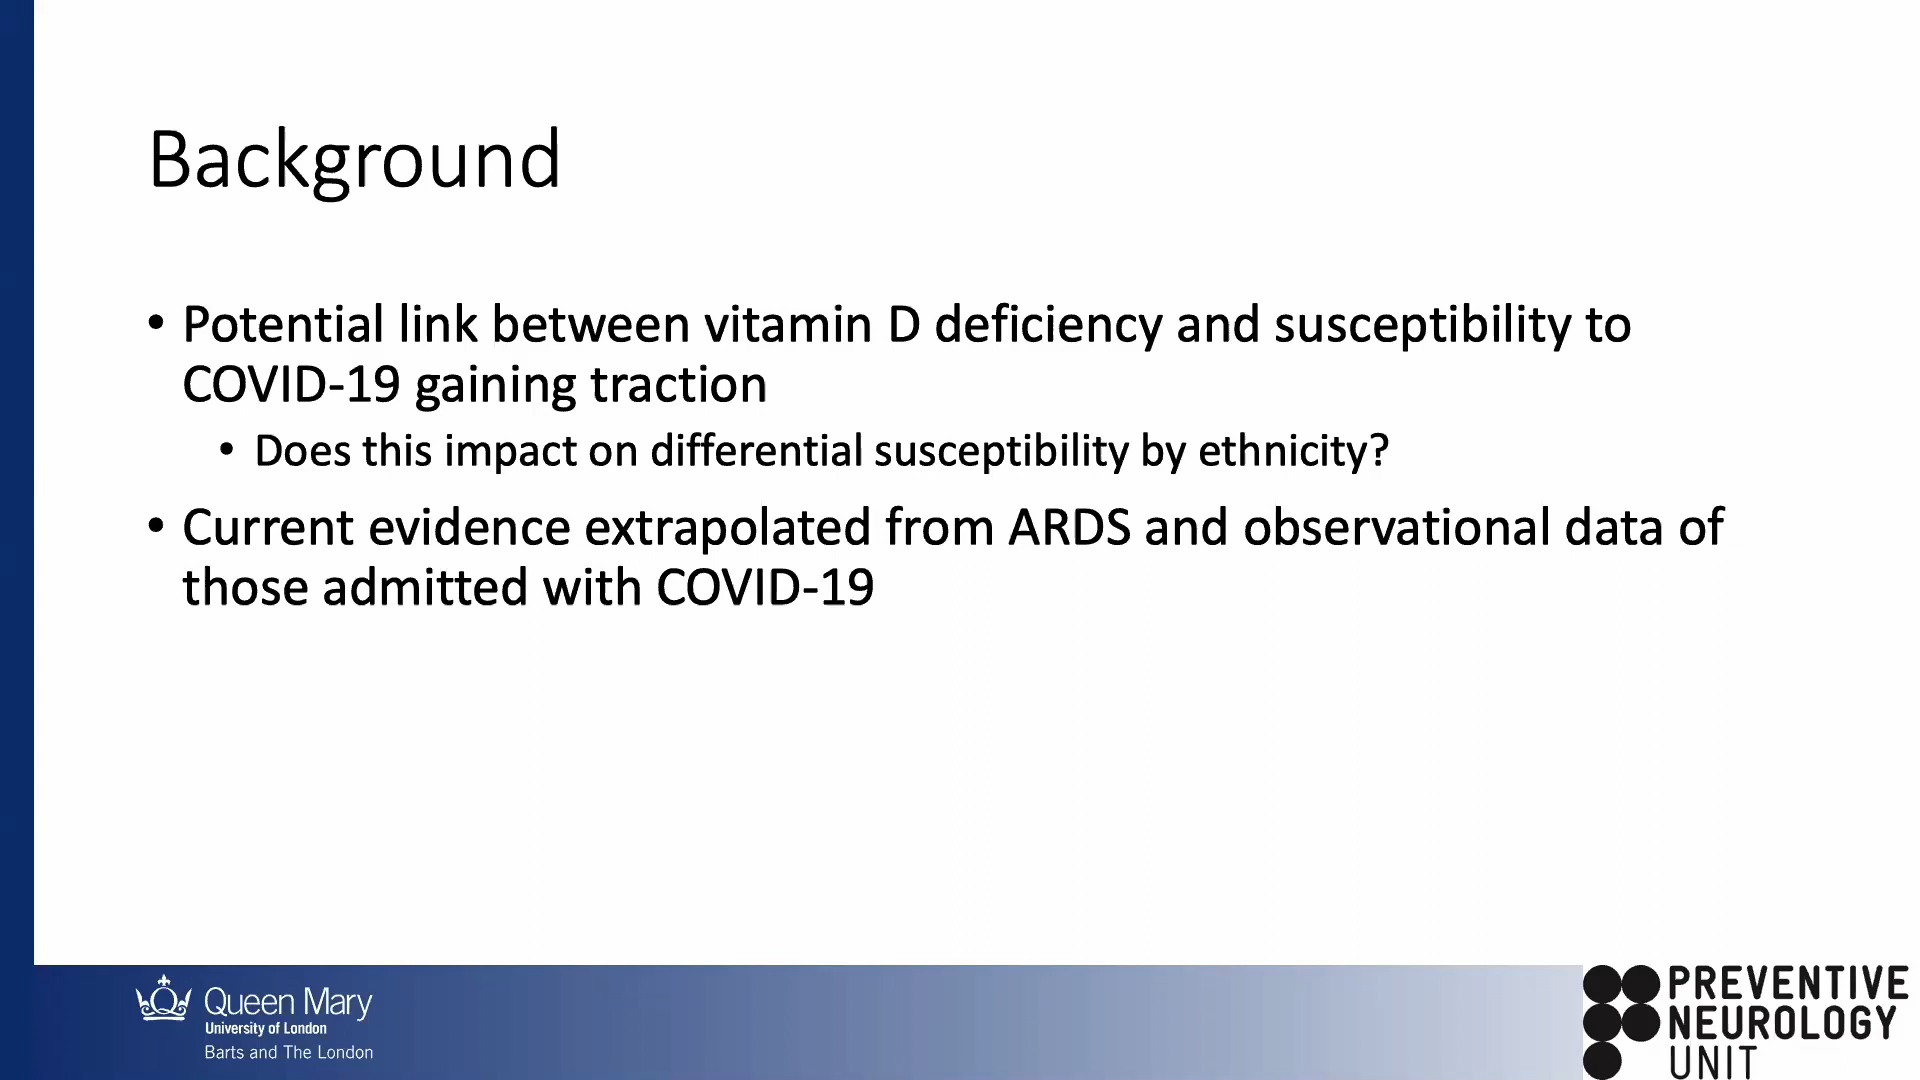 Background
• Potential link between vitamin D deficiency and susceptibility to
COVID-19 gaining traction
• Does this impact on differential susceptibility by ethnicity?
• Current evidence extrapolated from ARDS and observational data of
those admitted with COVID-19
Queen Mary
University of London
Barts and The London
PREVENTIVE
NEUROLOGY
UNIT